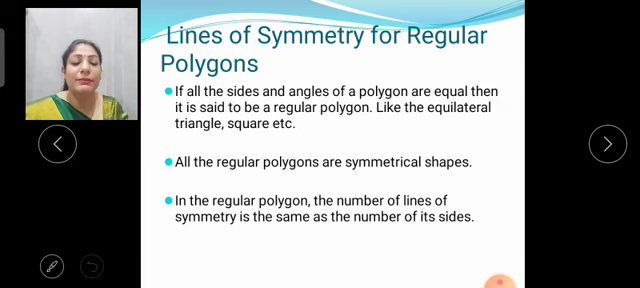 Lines of Symmetry for Regular
Polygons
If all the sides and angles of a polygon are equal then
it is said to be a regular polygon. Like the equilateral
triangle, square etc.
All the regular polygons are symmetrical shapes.
In the regular polygon, the number of lines of
symmetry is the same as the number of its sides.